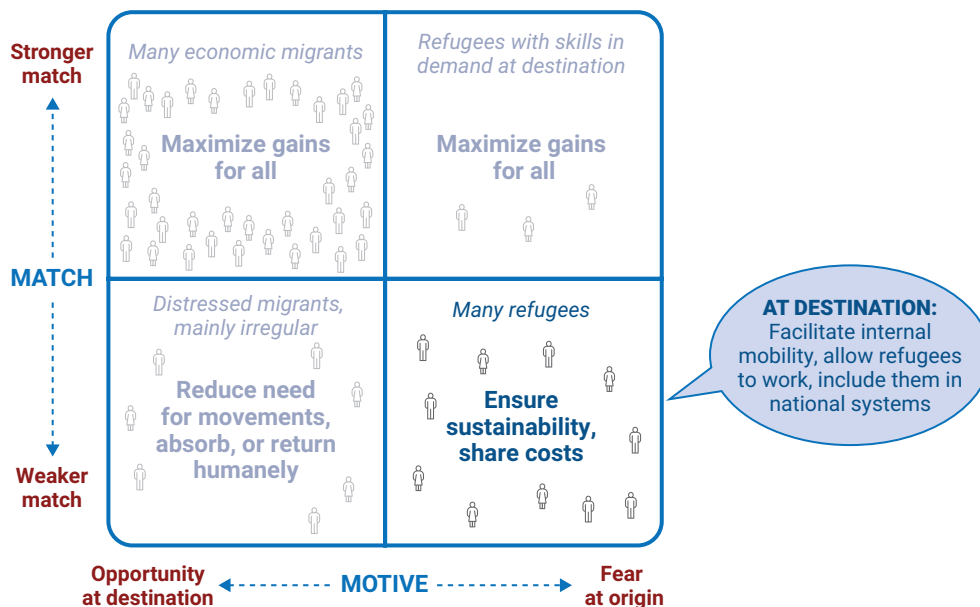 Stronger
match
Many economic migrants
Refugees with skills in
demand at destination
Maximize gains
for all
Maximize gains
for all
MATCH
Distressed migrants,
mainly irregular
Many refugees
Reduce need
for movements,
absorb, or return
humanely
Ensure
sustainability,
share costs
AT DESTINATION:
Facilitate internal
mobility, allow refugees
to work, include them in
national systems
Weaker
match
Opportunity
at destination
MOTIVE
Fear
at origin